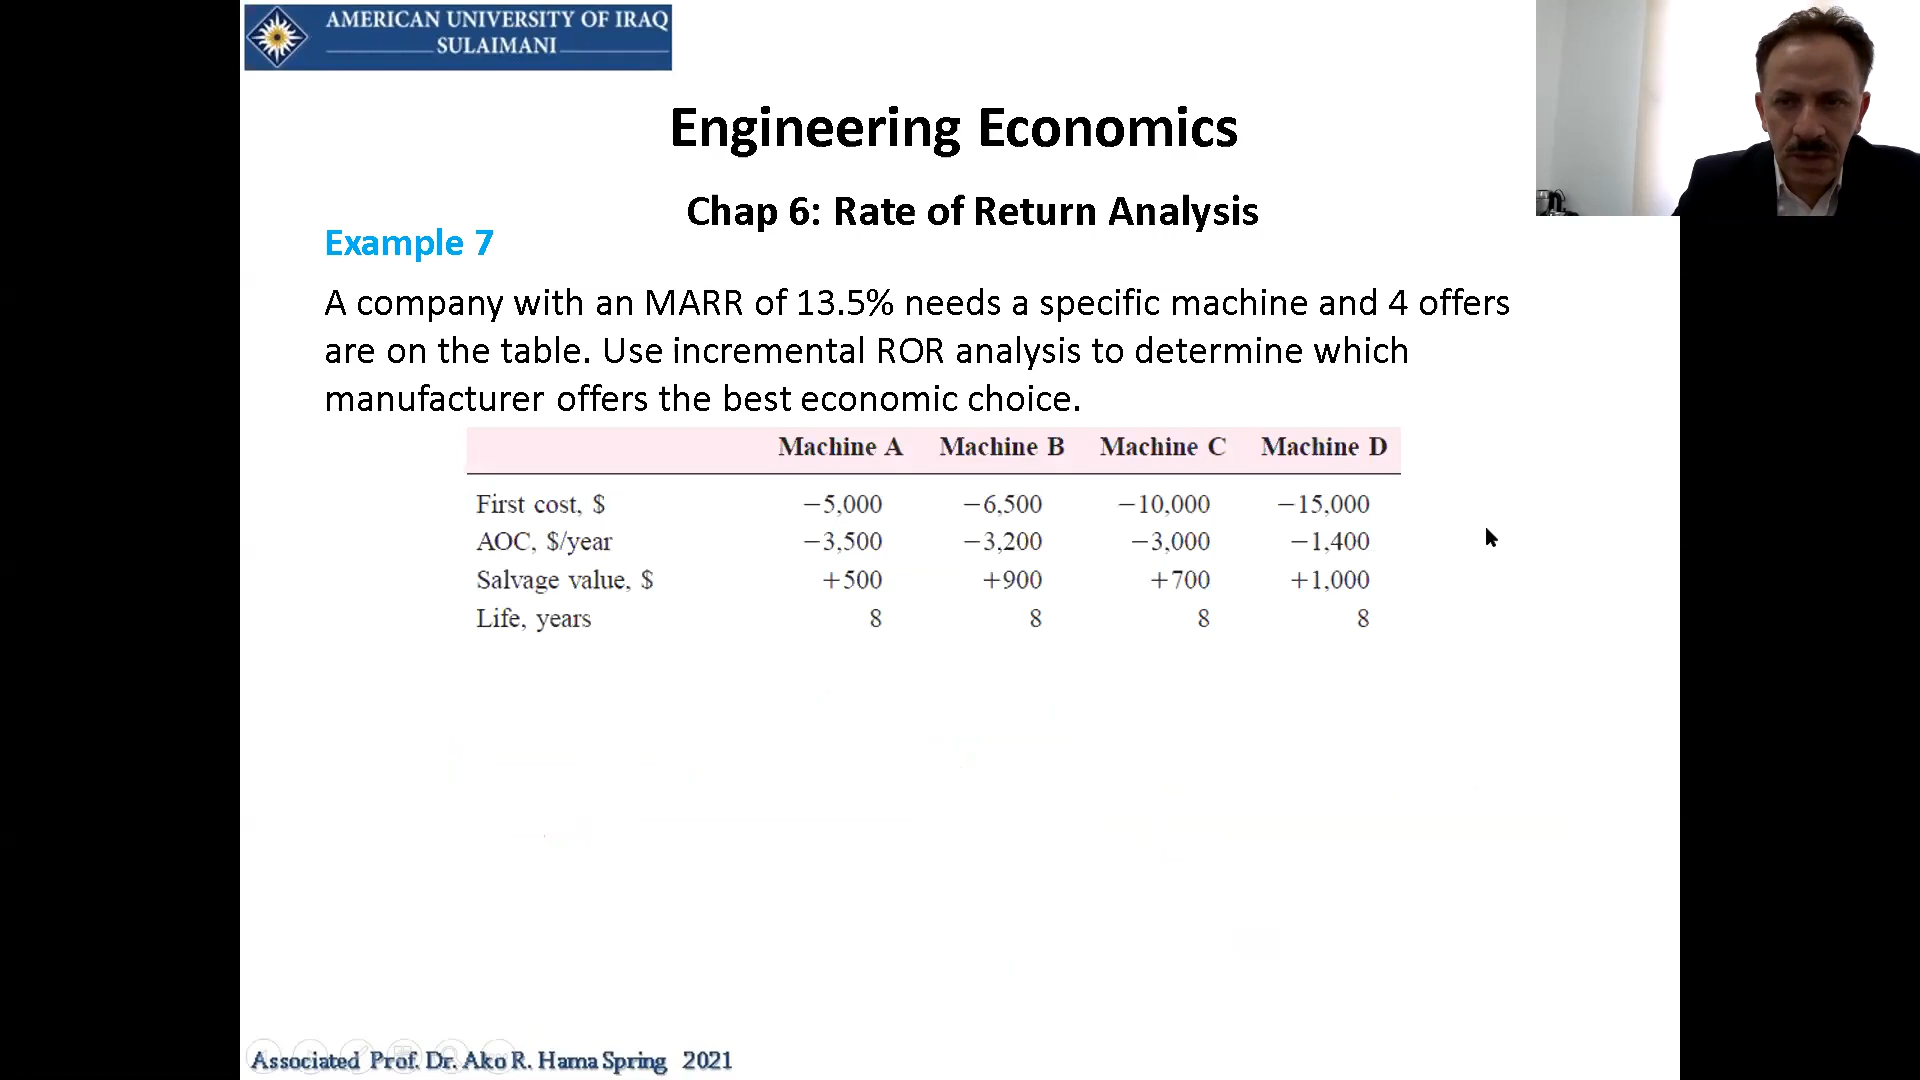 AMERICAN UNIVERSITY OF IRAQ
SULAIMANI
Engineering Economics
Chap 6: Rate of Return Analysis
Example 7
A company with an MARR of 13.5% needs a specific machine and 4 offers
are on the table. Use incremental ROR analysis to determine which
manufacturer offers the best economic choice.
Machine A Machine B Machine C Machine D
First cost, $ −5,000 −6,500 −10,000 −15,000
AOC, $/year −3,500 −3,200 −3,000 −1,400
Salvage value, $ +500 +900 +700 +1,000
Life, years 8 8 8 8
Associated Prof. Dr. Ako R. Hama Spring 2021